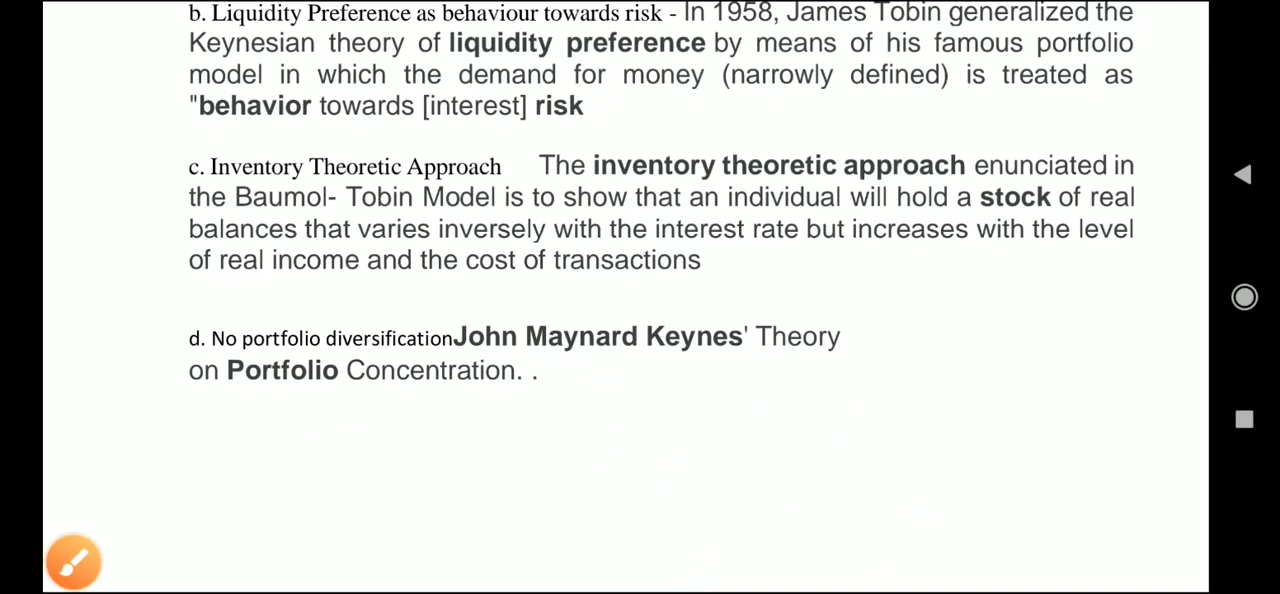 b. Liquidity Preference as behaviour towards risk - In 1958, James Tobin generalized the
Keynesian theory of liquidity preference by means of his famous portfolio
model in which the demand for money (narrowly defined) is treated as
"behavior towards [interest] risk
c. Inventory Theoretic Approach The inventory theoretic approach enunciated in
the Baumol- Tobin Model is to show that an individual will hold a stock of real
balances that varies inversely with the interest rate but increases with the level
of real income and the cost of transactions
d. No portfolio diversificationJohn Maynard Keynes' Theory
on Portfolio Concentration. .